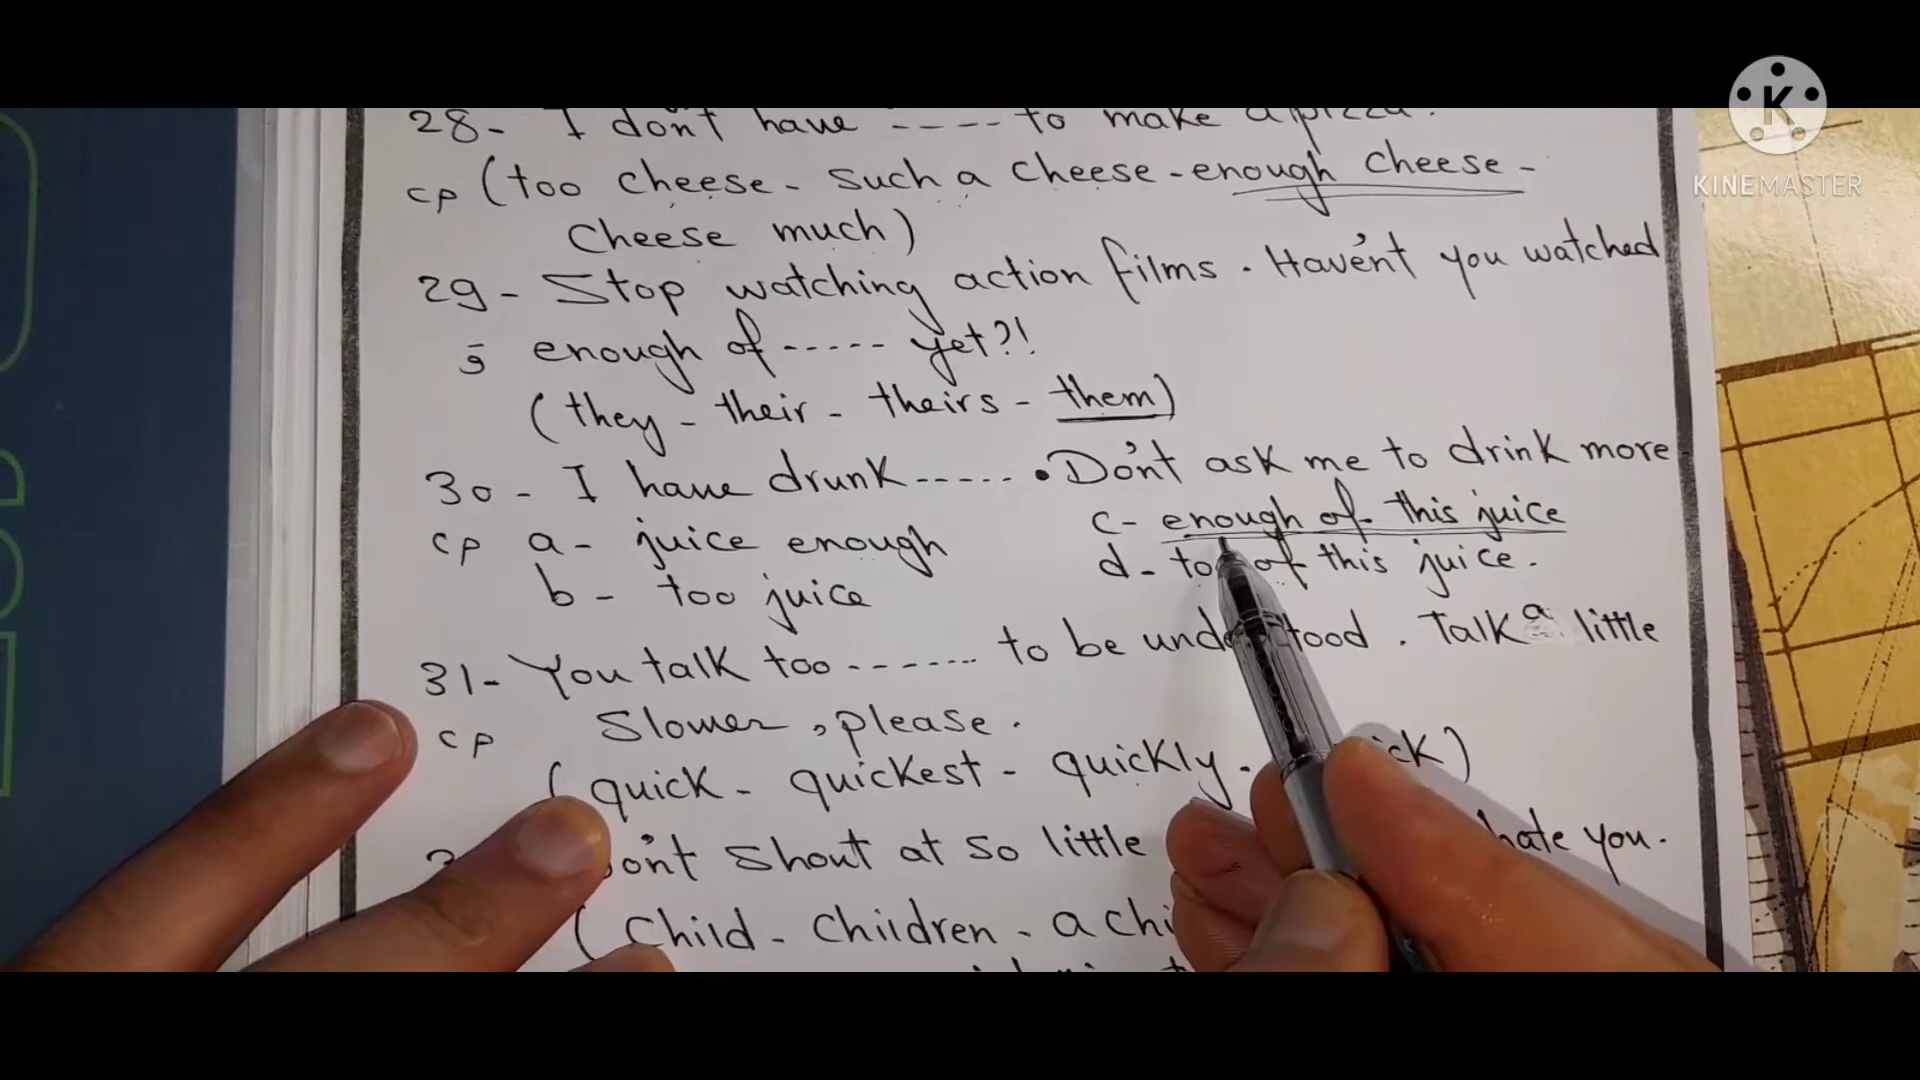 KINEMASTER
28- I don't have ---- to make a pizza.
cp (too cheese - such a cheese - enough cheese -
cheese much)
29 - Stop watching action films. Haven't you watched
enough of ----- yet?!
(they - their - theirs - them)
30 - I have drunk ----- . Don't ask me to drink more
cp a - juice enough
b - too juice
c - enough of this juice
d - too of this juice.
31- You talk too ------- to be understood. Talk a little
cp slower, please.
(quick - quickest - quickly -
don't shout at so little hate you.
(child - children - a